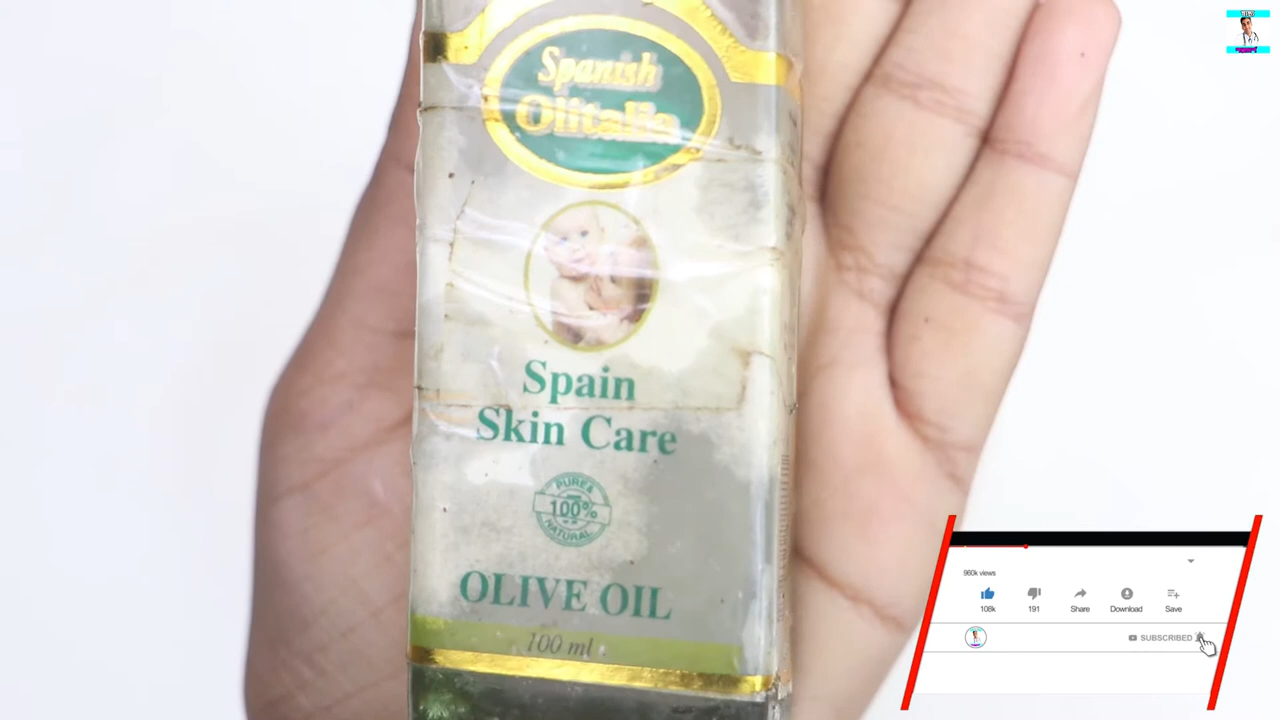 Spanish
Olitalia
Spain
Skin Care
PURE &
100%
NATURAL
OLIVE OIL
100 ml
960k views
108k
191
Share
Download
Save
SUBSCRIBED